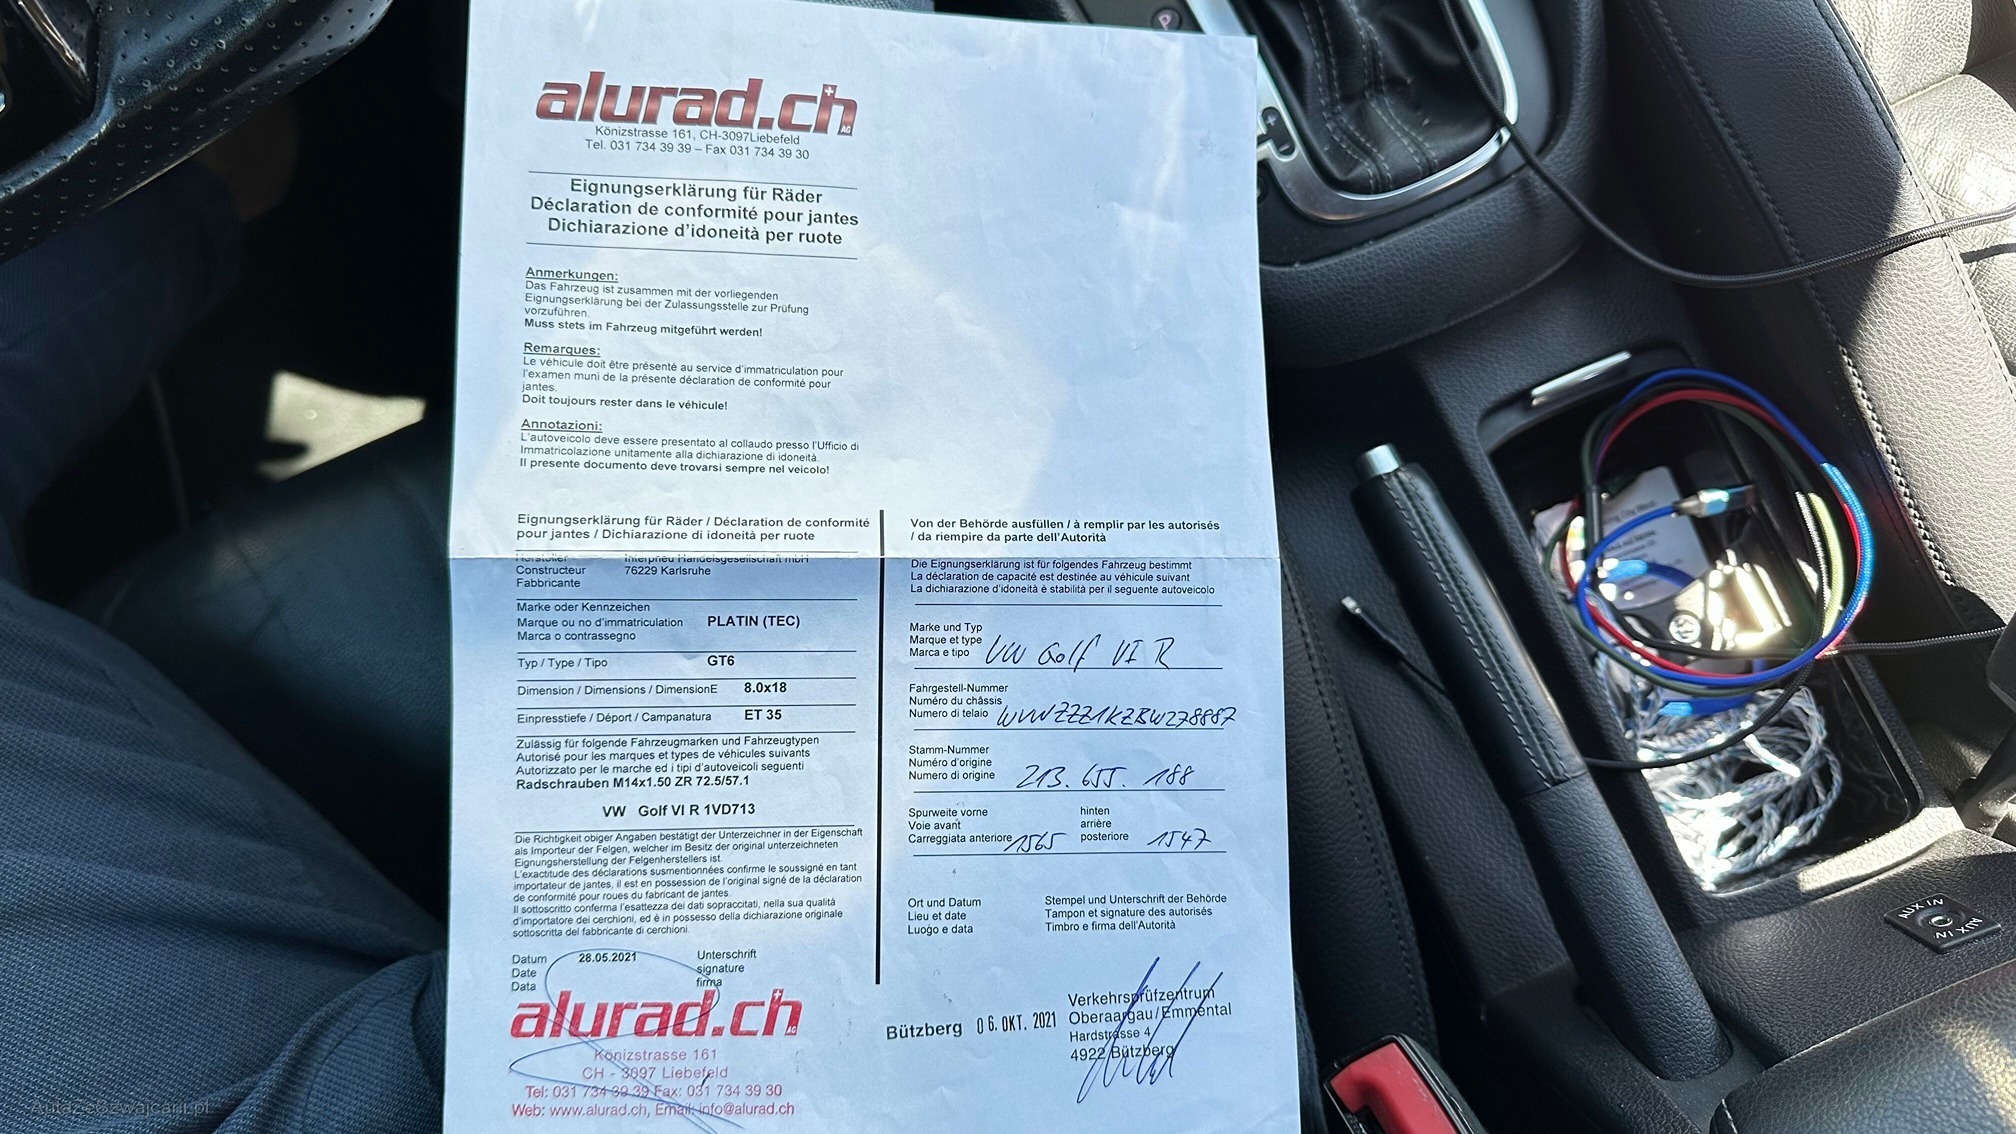 alurad.ch
AG
Könizstrasse 161, CH-3097Liebefeld
Tel. 031 734 39 39 – Fax 031 734 39 30
Eignungserklärung für Räder
Déclaration de conformité pour jantes
Dichiarazione d'idoneità per ruote
Anmerkungen:
Das Fahrzeug ist zusammen mit der vorliegenden
Eignungserklärung bei der Zulassungsstelle zur Prüfung
vorzuführen.
Muss stets im Fahrzeug mitgeführt werden!
Remarques:
Le véhicule doit être présenté au service d'immatriculation pour
l'examen muni de la présente déclaration de conformité pour
jantes.
Doit toujours rester dans le véhicule!
Annotazioni:
L'autoveicolo deve essere presentato al collaudo presso l'Ufficio di
Immatricolazione unitamente alla dichiarazione di idoneità.
Il presente documento deve trovarsi sempre nel veicolo!
Eignungserklärung für Räder / Déclaration de conformité
pour jantes / Dichiarazione di idoneità per ruote
Hersteller Interpneu Handelsgesellschaft mbH
Constructeur 76229 Karlsruhe
Fabbricante
Marke oder Kennzeichen
Marque ou no d'immatriculation PLATIN (TEC)
Marca o contrassegno
Typ / Type / Tipo GT6
Dimension / Dimensions / DimensionE 8.0x18
Einpresstiefe / Déport / Campanatura ET 35
Zulässig für folgende Fahrzeugmarken und Fahrzeugtypen
Autorisé pour les marques et types de véhicules suivants
Autorizzato per le marche ed i tipi d'autoveicoli seguenti
Radschrauben M14x1.50 ZR 72.5/57.1
VW Golf VI R 1VD713
Die Richtigkeit obiger Angaben bestätigt der Unterzeichner in der Eigenschaft
als Importeur der Felgen, welcher im Besitz der original unterzeichneten
Eignungsherstellung der Felgenherstellers ist.
L'exactitude des déclarations susmentionnées confirme le soussigné en tant
importateur de jantes, il est en possession de l'original signé de la déclaration
de conformité pour roues du fabricant de jantes.
Il sottoscritto conferma l'esattezza dei dati sopraccitati, nella sua qualità
d'importatore dei cerchioni, ed è in possesso della dichiarazione originale
sottoscritta del fabbricante di cerchioni.
Datum 28.05.2021 Unterschrift
Date signature
Data firma
alurad.ch
AG
Könizstrasse 161
CH - 3097 Liebefeld
Tel: 031 734 39 39 Fax: 031 734 39 30
Web: www.alurad.ch, Email: info@alurad.ch
Von der Behörde ausfüllen / à remplir par les autorisés
/ da riempire da parte dell'Autorità
Die Eignungserklärung ist für folgendes Fahrzeug bestimmt
La déclaration de capacité est destinée au véhicule suivant
La dichiarazione di idoneità è stabilità per il seguente autoveicolo
Marke und Typ
Marque et type
Marca e tipo VW Golf VI R
Fahrgestell-Nummer
Numéro du châssis
Numero di telaio WVWZZZ1KZBW278887
Stamm-Nummer
Numéro d'origine
Numero di origine 213.655.188
Spurweite vorne hinten
Voie avant arrière
Carreggiata anteriore 1565 posteriore 1547
Ort und Datum Stempel und Unterschrift der Behörde
Lieu et date Tampon et signature des autorisés
Luogo e data Timbro e firma dell'Autorità
Bützberg 06. OKT. 2021
Verkehrsprüfzentrum
Oberaargau/Emmental
Hardstrasse 4
4922 Bützberg
AUX IN
AUX IN
AutaZeSzwajcarii.pl